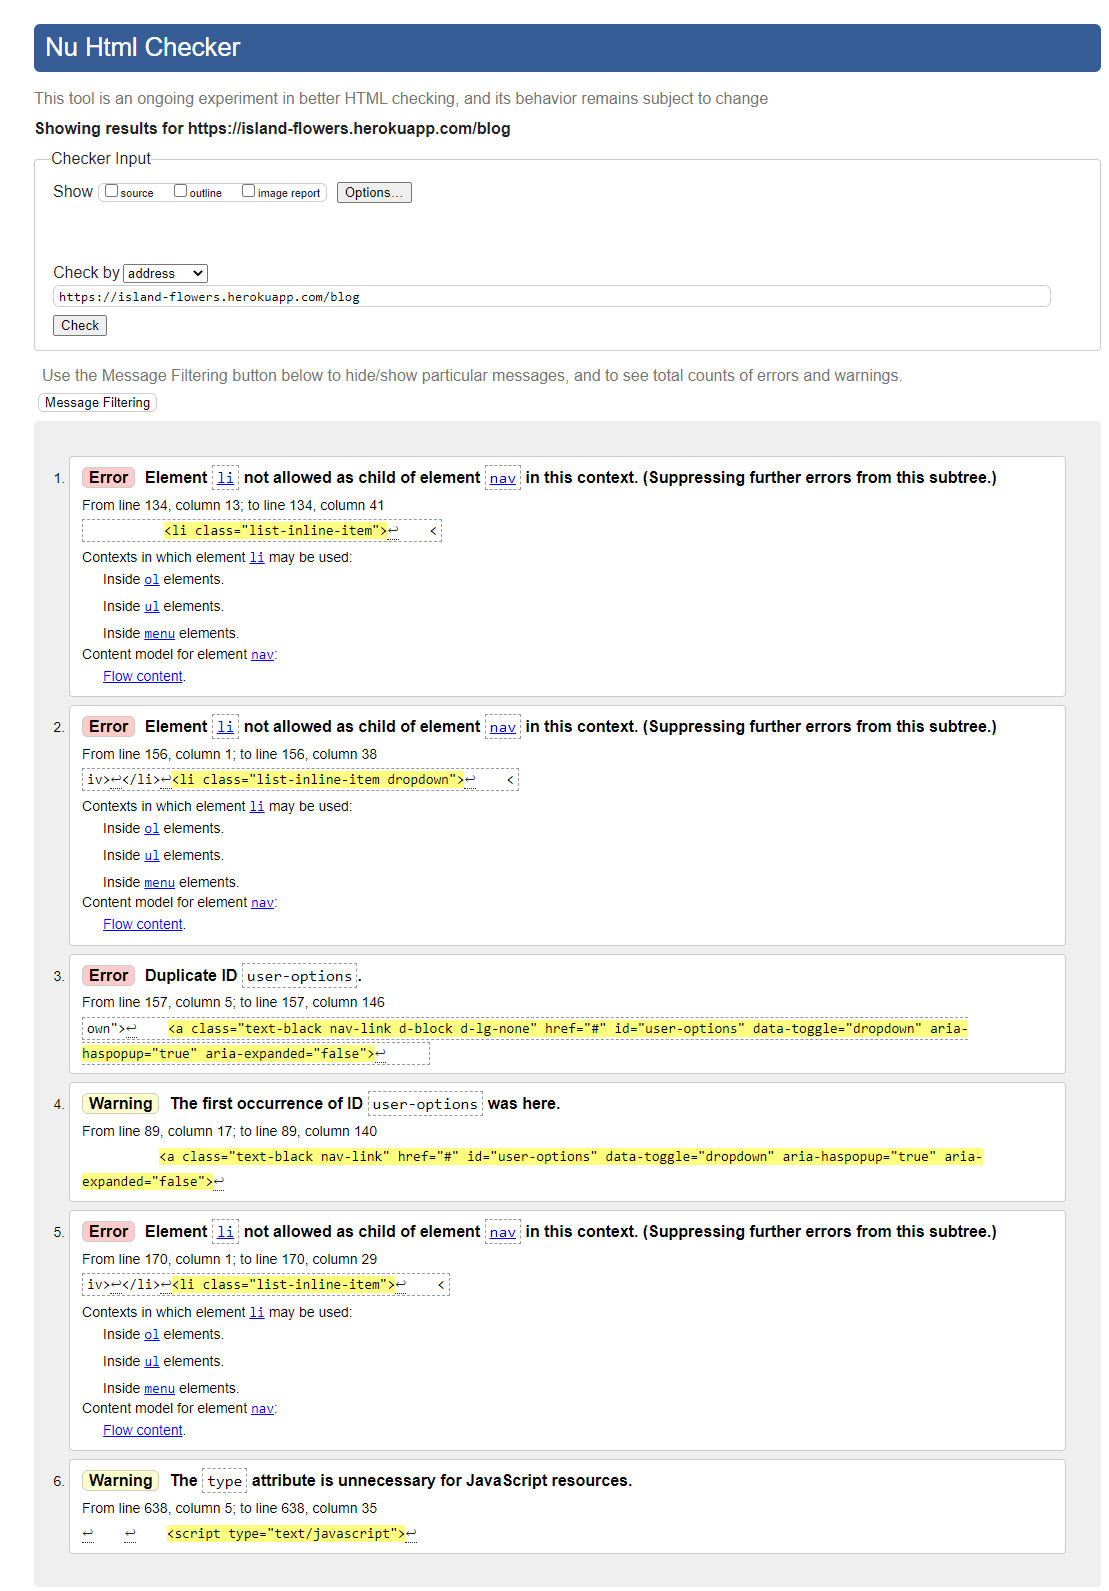 Nu Html Checker
This tool is an ongoing experiment in better HTML checking, and its behavior remains subject to change
Showing results for https://island-flowers.herokuapp.com/blog
Checker Input
Show source outline image report Options...
Check by address
https://island-flowers.herokuapp.com/blog
Check
Use the Message Filtering button below to hide/show particular messages, and to see total counts of errors and warnings.
Message Filtering
1. Error Element li not allowed as child of element nav in this context. (Suppressing further errors from this subtree.)
From line 134, column 13; to line 134, column 41
<li class="list-inline-item">↩ <
Contexts in which element li may be used:
Inside ol elements.
Inside ul elements.
Inside menu elements.
Content model for element nav:
Flow content.
2. Error Element li not allowed as child of element nav in this context. (Suppressing further errors from this subtree.)
From line 156, column 1; to line 156, column 38
iv>↩</li>↩<li class="list-inline-item dropdown">↩ <
Contexts in which element li may be used:
Inside ol elements.
Inside ul elements.
Inside menu elements.
Content model for element nav:
Flow content.
3. Error Duplicate ID user-options.
From line 157, column 5; to line 157, column 146
own">↩ <a class="text-black nav-link d-block d-lg-none" href="#" id="user-options" data-toggle="dropdown" aria-
haspopup="true" aria-expanded="false">↩
4. Warning The first occurrence of ID user-options was here.
From line 89, column 17; to line 89, column 140
<a class="text-black nav-link" href="#" id="user-options" data-toggle="dropdown" aria-haspopup="true" aria-
expanded="false">↩
5. Error Element li not allowed as child of element nav in this context. (Suppressing further errors from this subtree.)
From line 170, column 1; to line 170, column 29
iv>↩</li>↩<li class="list-inline-item">↩ <
Contexts in which element li may be used:
Inside ol elements.
Inside ul elements.
Inside menu elements.
Content model for element nav:
Flow content.
6. Warning The type attribute is unnecessary for JavaScript resources.
From line 638, column 5; to line 638, column 35
↩ ↩ <script type="text/javascript">↩